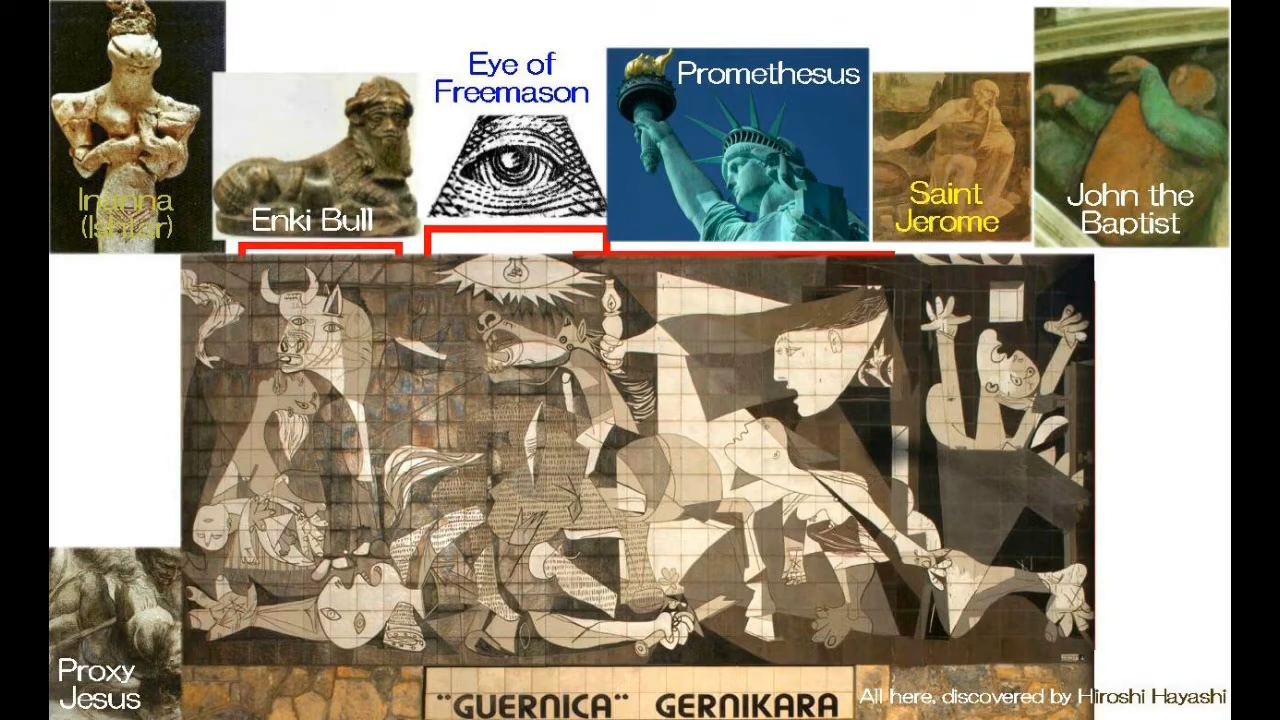 Inanna
(Ishtar)
Enki Bull
Eye of
Freemason
Promethesus
Saint
Jerome
John the
Baptist
Proxy
Jesus
"GUERNICA" GERNIKARA
All here, discovered by Hiroshi Hayashi